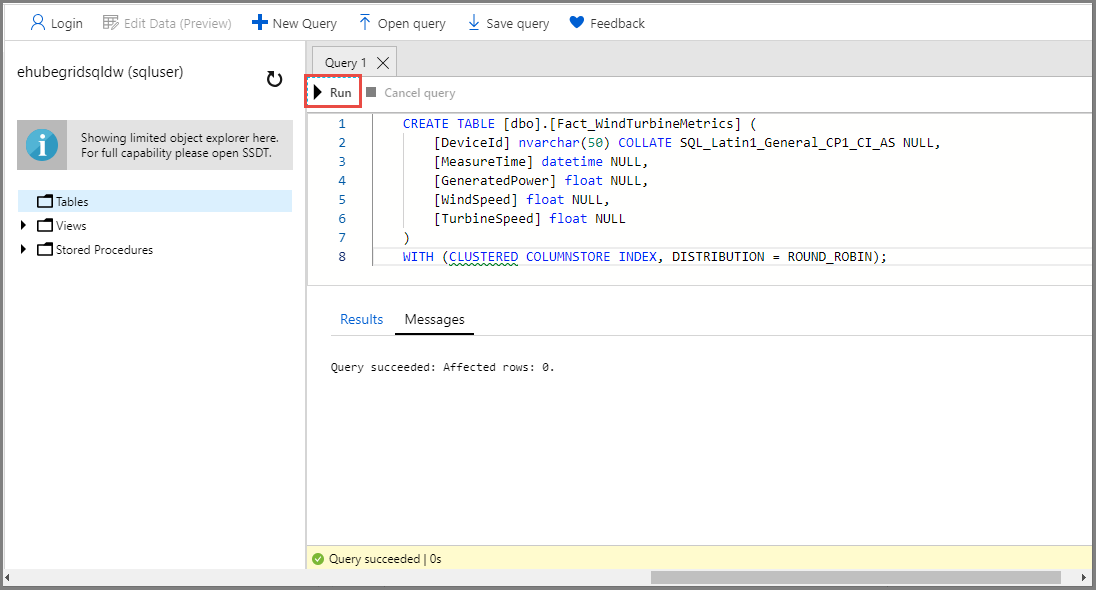 Login Edit Data (Preview) New Query Open query Save query Feedback
ehubegridsqldw (sqluser)
Showing limited object explorer here.
For full capability please open SSDT.
Tables
Views
Stored Procedures
Query 1
Run Cancel query
1 CREATE TABLE [dbo].[Fact_WindTurbineMetrics] (
2 [DeviceId] nvarchar(50) COLLATE SQL_Latin1_General_CP1_CI_AS NULL,
3 [MeasureTime] datetime NULL,
4 [GeneratedPower] float NULL,
5 [WindSpeed] float NULL,
6 [TurbineSpeed] float NULL
7 )
8 WITH (CLUSTERED COLUMNSTORE INDEX, DISTRIBUTION = ROUND_ROBIN);
Results Messages
Query succeeded: Affected rows: 0.
Query succeeded | 0s